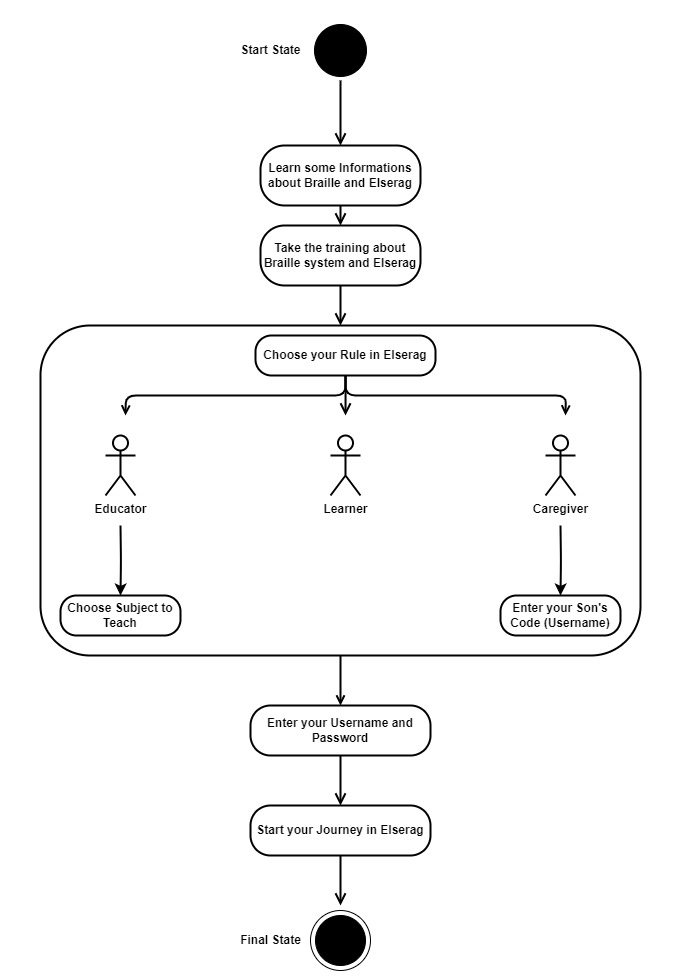 Start State
Learn some Informations
about Braille and Elserag
Take the training about
Braille system and Elserag
Choose your Rule in Elserag
Educator
Learner
Caregiver
Choose Subject to
Teach
Enter your Son's
Code (Username)
Enter your Username and
Password
Start your Journey in Elserag
Final State